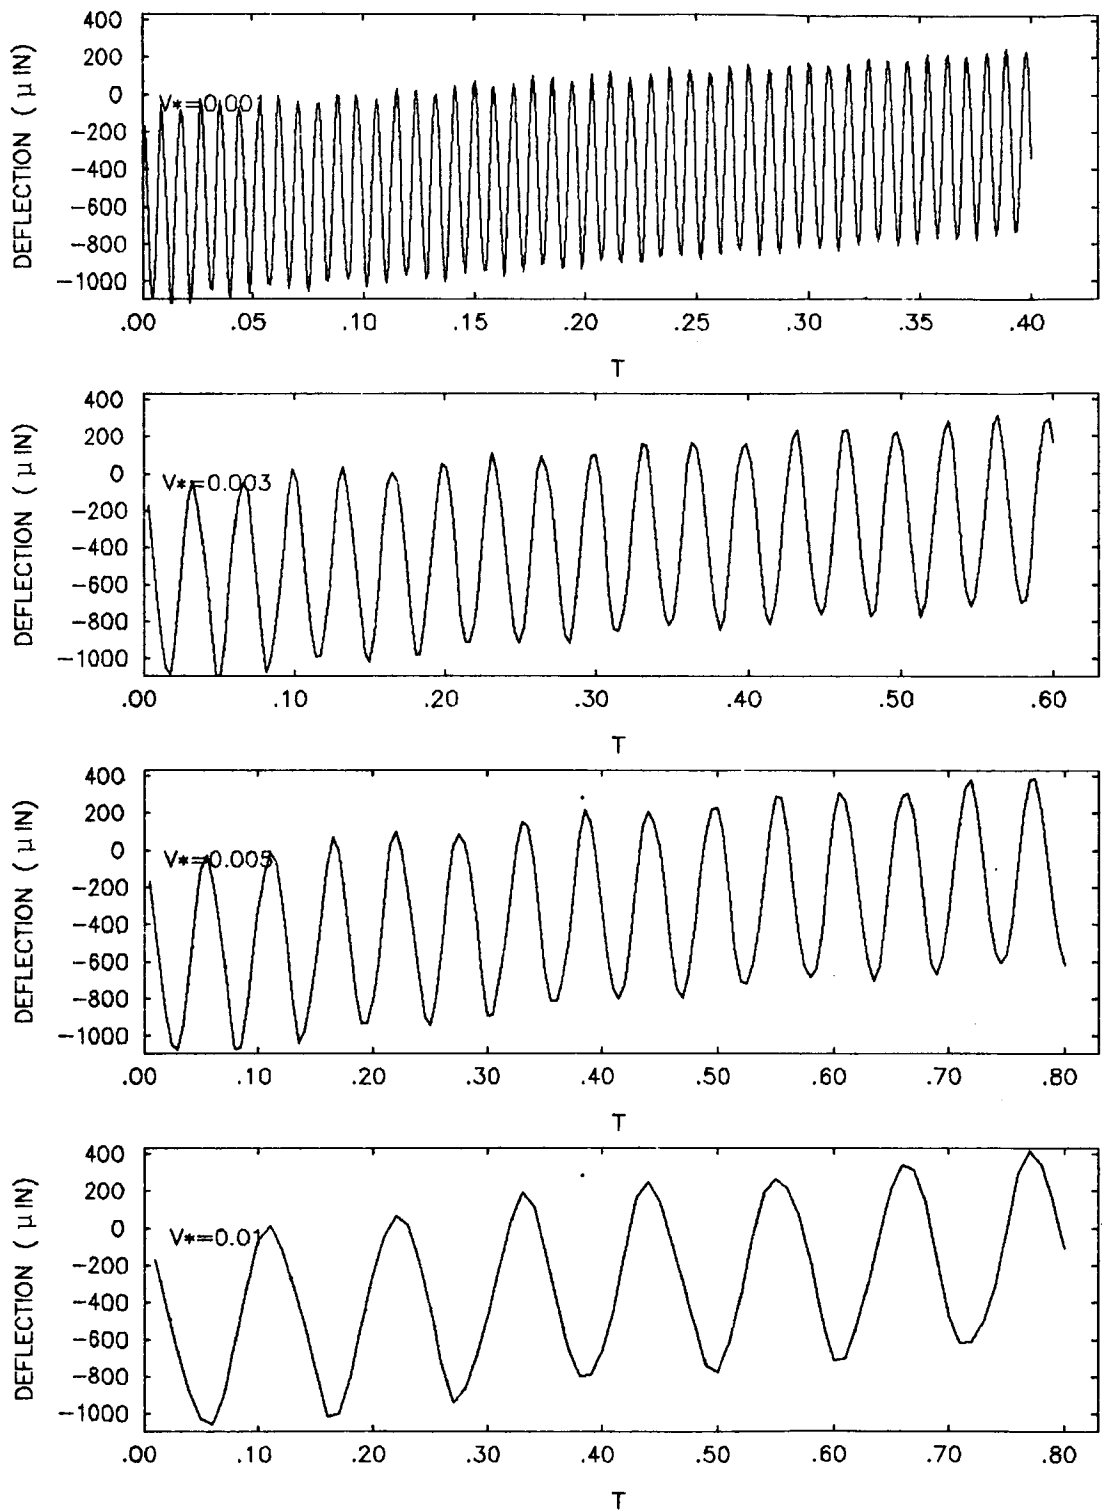 400
200
0
-200
-400
-600
-800
-1000
DEFLECTION ( μ IN)
V*=0.001
.00 .05 .10 .15 .20 .25 .30 .35 .40
T
400
200
0
-200
-400
-600
-800
-1000
DEFLECTION ( μ IN)
V*=0.003
.00 .10 .20 .30 .40 .50 .60
T
400
200
0
-200
-400
-600
-800
-1000
DEFLECTION ( μ IN)
V*=0.005
.00 .10 .20 .30 .40 .50 .60 .70 .80
T
400
200
0
-200
-400
-600
-800
-1000
DEFLECTION ( μ IN)
V*=0.01
.00 .10 .20 .30 .40 .50 .60 .70 .80
T